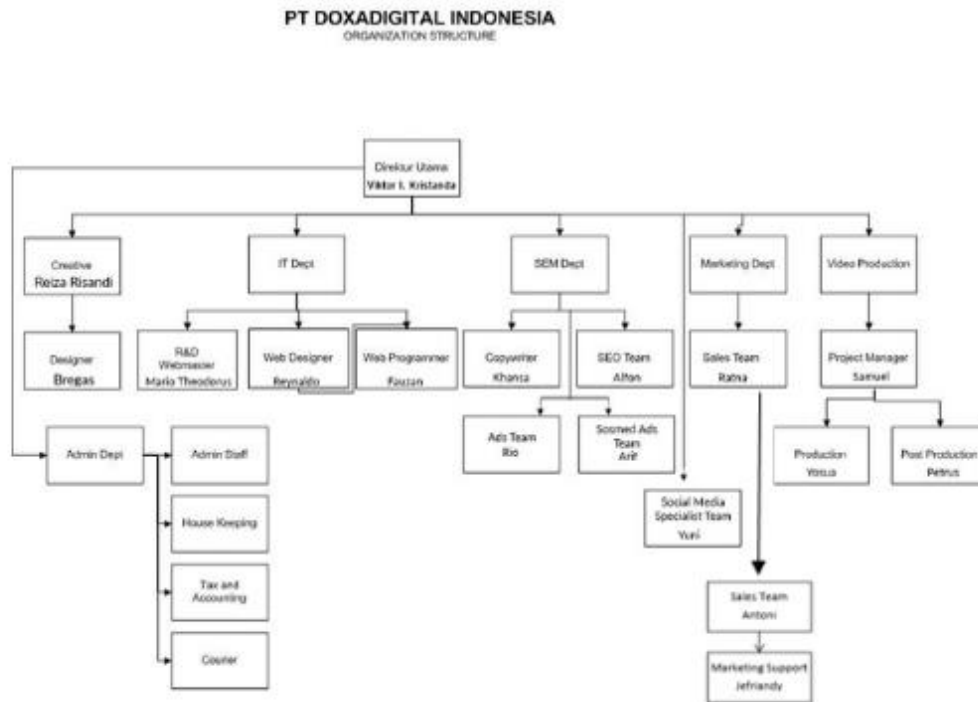 PT DOXADIGITAL INDONESIA
ORGANIZATION STRUCTURE
Direktur Utama
Viktor I. Kristanda
Creative
Reiza Risandi
IT Dept
SEM Dept
Marketing Dept
Video Production
Designer
Bregas
R&D
Webmaster
Mario Theodorus
Web Designer
Reynaldo
Web Programmer
Fauzan
Copywriter
Khansa
SEO Team
Alfon
Sales Team
Ratna
Project Manager
Samuel
Ads Team
Rio
Sosmed Ads
Team
Arif
Production
Yosua
Post Production
Petrus
Admin Dept
Admin Staff
House Keeping
Tax and
Accounting
Courier
Social Media
Specialist Team
Yuni
Sales Team
Antoni
Marketing Support
Jefriandy